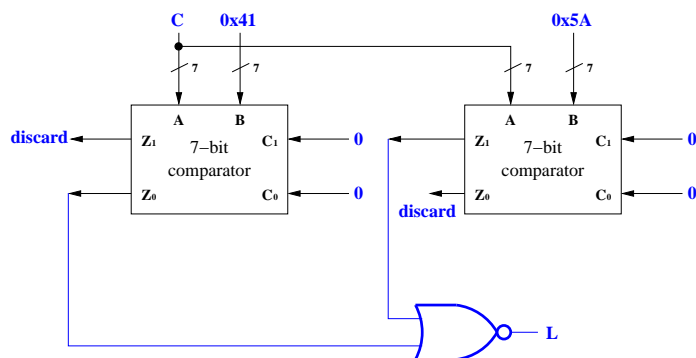 C 0x41 0x5A
7 7 7 7
A B A B
discard Z1 C1 0 Z1 C1 0
7−bit comparator 7−bit comparator
Z0 C0 0 Z0 C0 0
discard
L